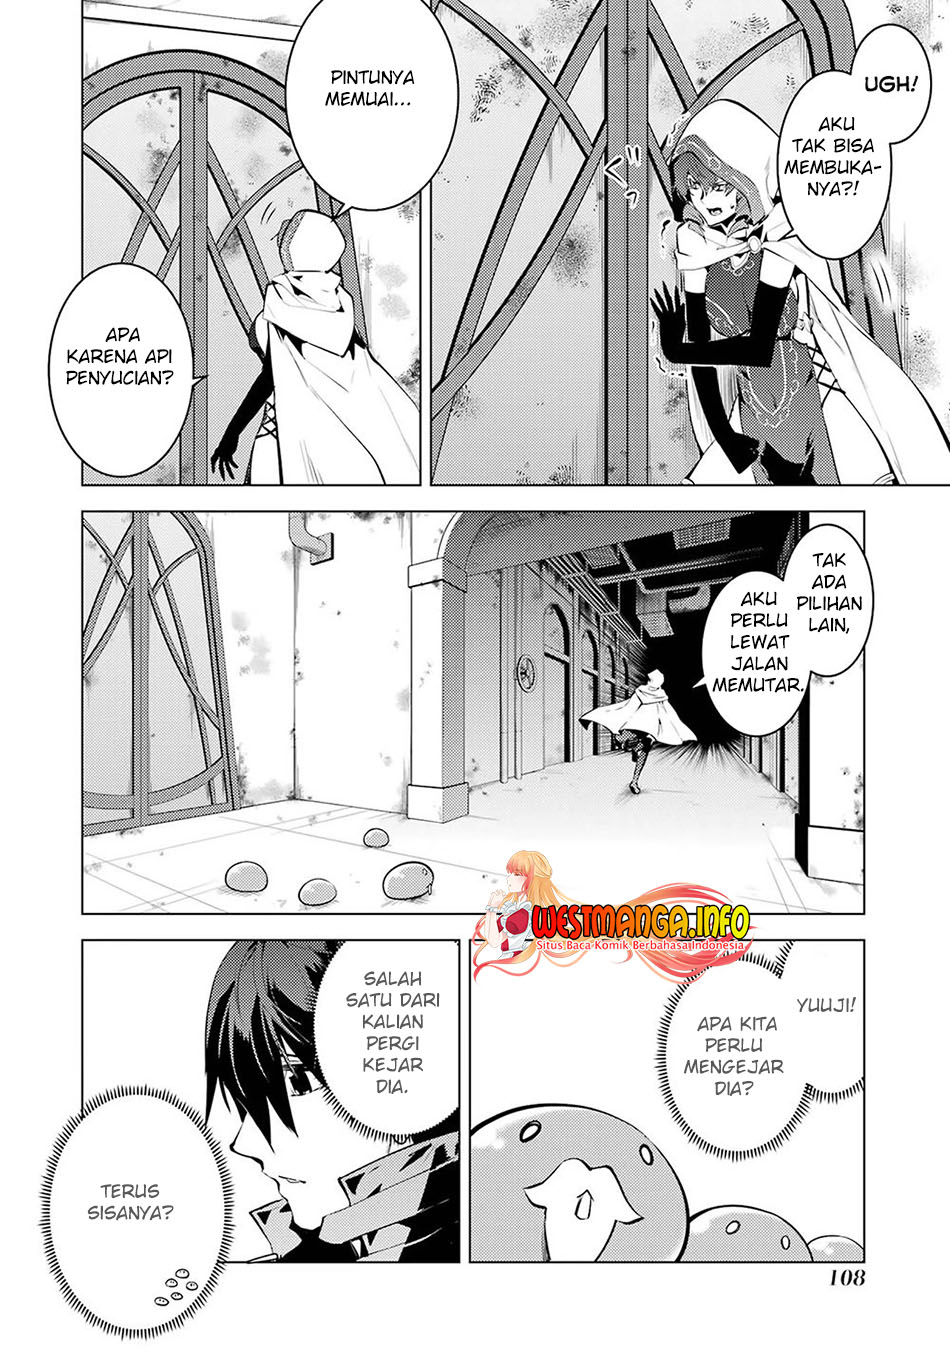 UGH!
AKU
TAK BISA
MEMBUKA-
NYA?!
PINTUNYA
MEMUAI...
APA
KARENA API
PENYUCIAN?
TAK
ADA
PILIHAN
LAIN,
AKU
PERLU
LEWAT
JALAN
MEMUTAR.
WESTMANGA.INFO
Situs Baca Komik Berbahasa Indonesia
YUUJI!
APA KITA
PERLU
MENGEJAR
DIA?
SALAH
SATU DARI
KALIAN
PERGI
KEJAR
DIA.
TERUS
SISANYA?
108